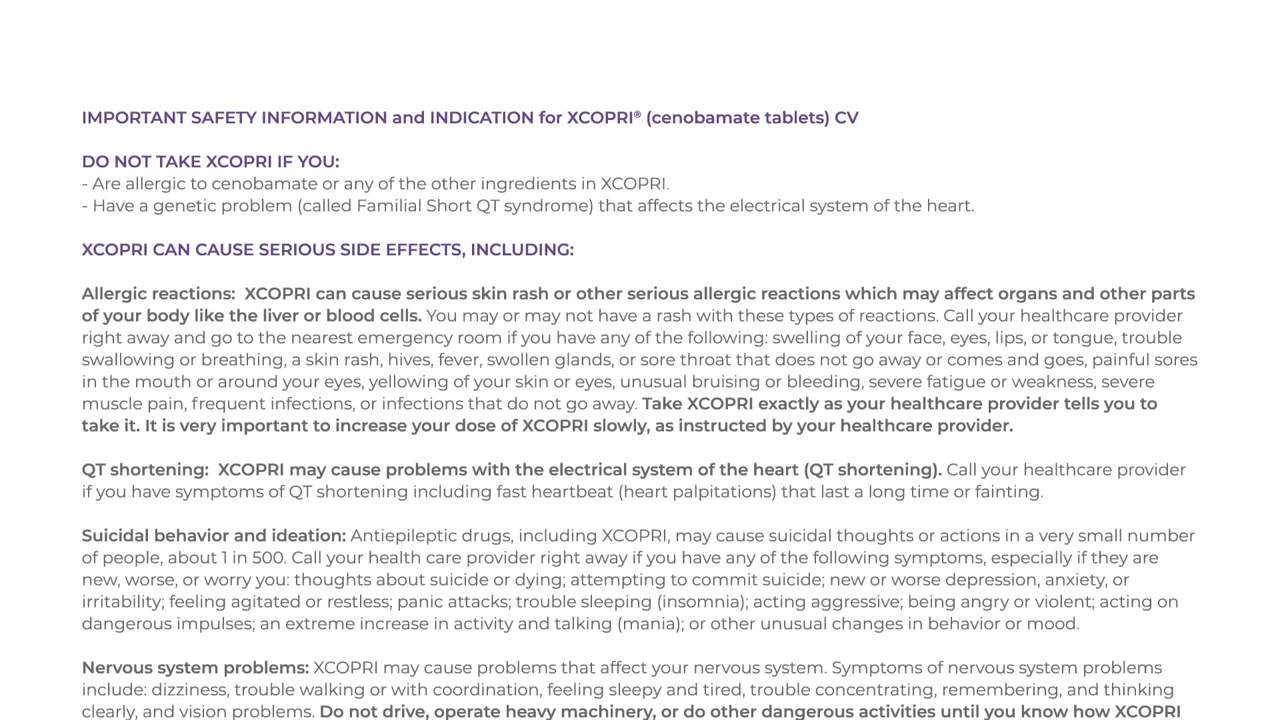 IMPORTANT SAFETY INFORMATION and INDICATION for XCOPRI® (cenobamate tablets) CV
DO NOT TAKE XCOPRI IF YOU:
- Are allergic to cenobamate or any of the other ingredients in XCOPRI.
- Have a genetic problem (called Familial Short QT syndrome) that affects the electrical system of the heart.
XCOPRI CAN CAUSE SERIOUS SIDE EFFECTS, INCLUDING:
Allergic reactions:  XCOPRI can cause serious skin rash or other serious allergic reactions which may affect organs and other parts
of your body like the liver or blood cells. You may or may not have a rash with these types of reactions. Call your healthcare provider
right away and go to the nearest emergency room if you have any of the following: swelling of your face, eyes, lips, or tongue, trouble
swallowing or breathing, a skin rash, hives, fever, swollen glands, or sore throat that does not go away or comes and goes, painful sores
in the mouth or around your eyes, yellowing of your skin or eyes, unusual bruising or bleeding, severe fatigue or weakness, severe
muscle pain, frequent infections, or infections that do not go away. Take XCOPRI exactly as your healthcare provider tells you to
take it. It is very important to increase your dose of XCOPRI slowly, as instructed by your healthcare provider.
QT shortening:  XCOPRI may cause problems with the electrical system of the heart (QT shortening). Call your healthcare provider
if you have symptoms of QT shortening including fast heartbeat (heart palpitations) that last a long time or fainting.
Suicidal behavior and ideation: Antiepileptic drugs, including XCOPRI, may cause suicidal thoughts or actions in a very small number
of people, about 1 in 500. Call your health care provider right away if you have any of the following symptoms, especially if they are
new, worse, or worry you: thoughts about suicide or dying; attempting to commit suicide; new or worse depression, anxiety, or
irritability; feeling agitated or restless; panic attacks; trouble sleeping (insomnia); acting aggressive; being angry or violent; acting on
dangerous impulses; an extreme increase in activity and talking (mania); or other unusual changes in behavior or mood.
Nervous system problems: XCOPRI may cause problems that affect your nervous system. Symptoms of nervous system problems
include: dizziness, trouble walking or with coordination, feeling sleepy and tired, trouble concentrating, remembering, and thinking
clearly, and vision problems. Do not drive, operate heavy machinery, or do other dangerous activities until you know how XCOPRI